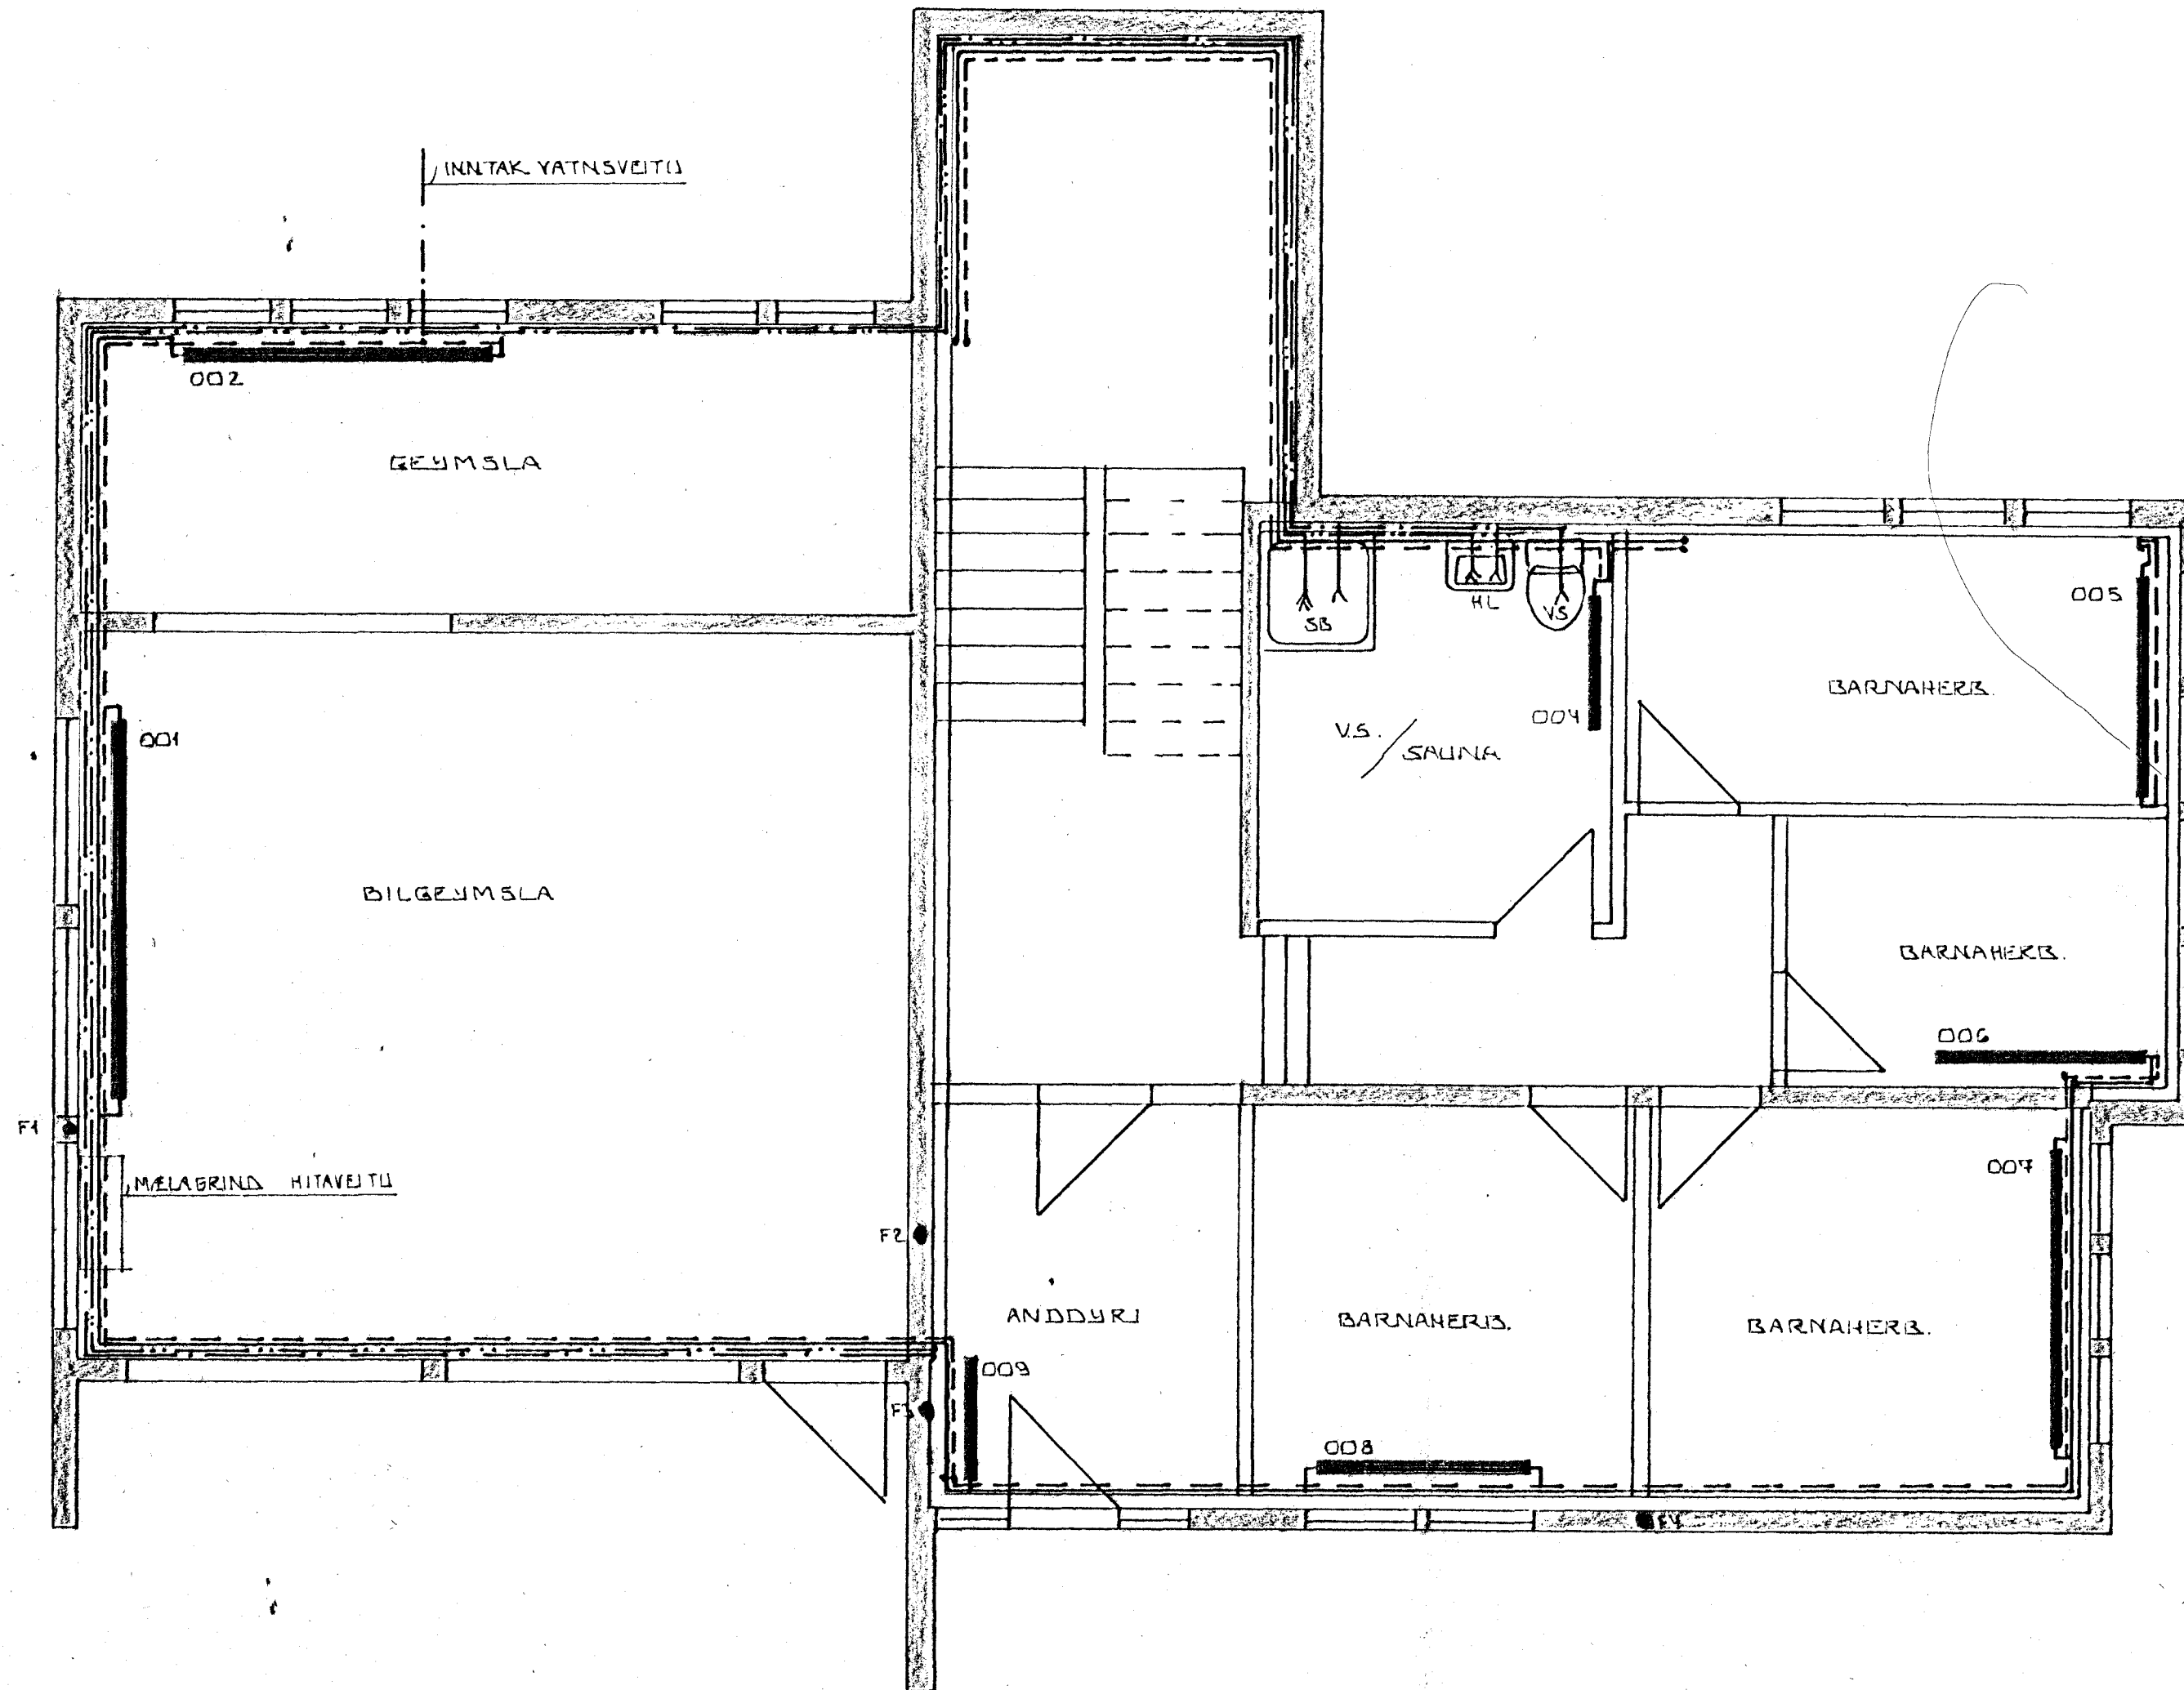 INNTAK VATNSVEITU
002
GEYMSLA
005
HL
VS
SB
BARNAHERB.
004
V.S. / SAUNA
001
BILGEYMSLA
BARNAHERB.
006
F1
007
MÆLAGRIND HITAVEITU
F2
ANDDYRI
BARNAHERB.
BARNAHERB.
009
F3
008
F4